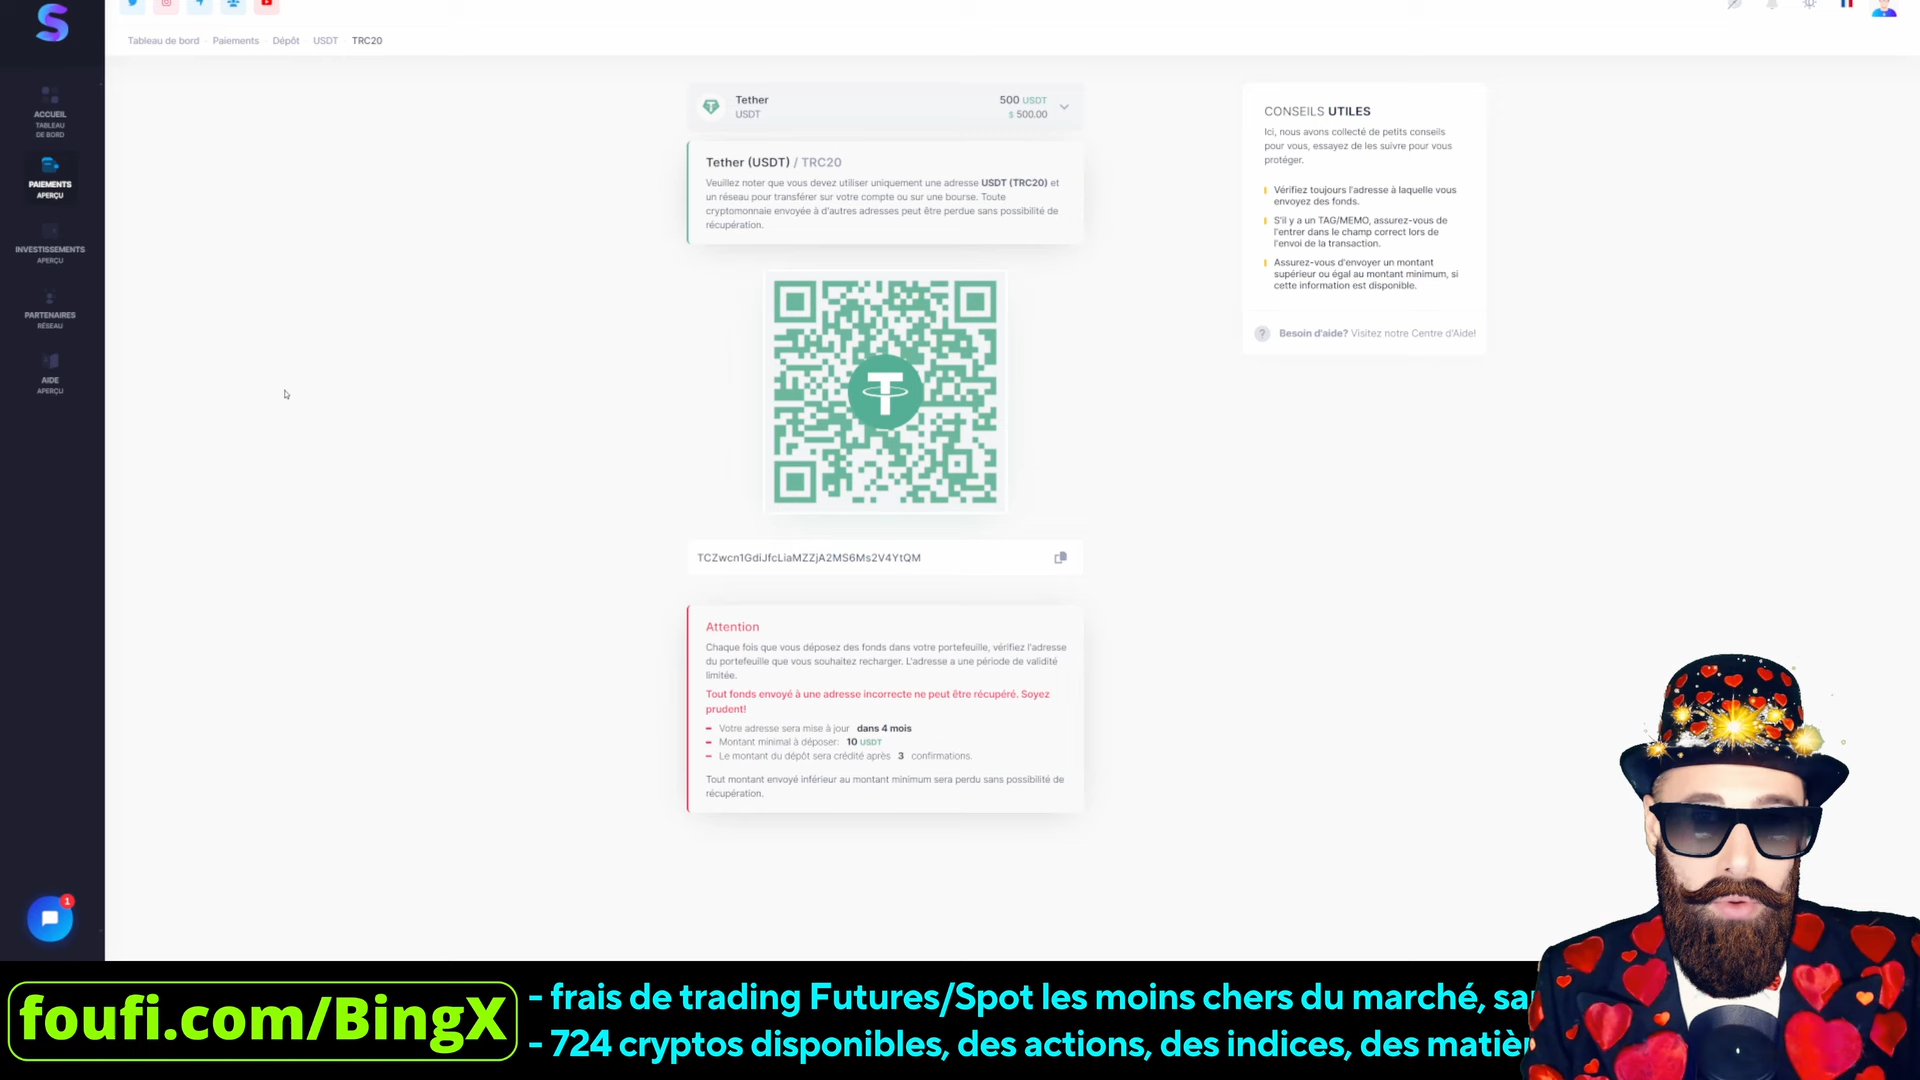 Tableau de bord Paiements Dépôt USDT TRC20
ACCUEIL
TABLEAU
DE BORD
PAIEMENTS
APERÇU
INVESTISSEMENTS
APERÇU
PARTENAIRES
RÉSEAU
AIDE
APERÇU
1
Tether
USDT
500 USDT
$ 500.00
Tether (USDT) / TRC20
Veuillez noter que vous devez utiliser uniquement une adresse USDT (TRC20) et
un réseau pour transférer sur votre compte ou sur une bourse. Toute
cryptomonnaie envoyée à d'autres adresses peut être perdue sans possibilité de
récupération.
TCZwcn1GdiJfcLiaMZZjA2MS6Ms2V4YtQM
Attention
Chaque fois que vous déposez des fonds dans votre portefeuille, vérifiez l'adresse
du portefeuille que vous souhaitez recharger. L'adresse a une période de validité
limitée.
Tout fonds envoyé à une adresse incorrecte ne peut être récupéré. Soyez
prudent!
Votre adresse sera mise à jour dans 4 mois
Montant minimal à déposer: 10 USDT
Le montant du dépôt sera crédité après 3 confirmations.
Tout montant envoyé inférieur au montant minimum sera perdu sans possibilité de
récupération.
CONSEILS UTILES
Ici, nous avons collecté de petits conseils
pour vous, essayez de les suivre pour vous
protéger.
Vérifiez toujours l'adresse à laquelle vous
envoyez des fonds.
S'il y a un TAG/MEMO, assurez-vous de
l'entrer dans le champ correct lors de
l'envoi de la transaction.
Assurez-vous d'envoyer un montant
supérieur ou égal au montant minimum, si
cette information est disponible.
? Besoin d'aide? Visitez notre Centre d'Aide!
foufi.com/BingX
- frais de trading Futures/Spot les moins chers du marché,
- 724 cryptos disponibles, des actions, des indices, des